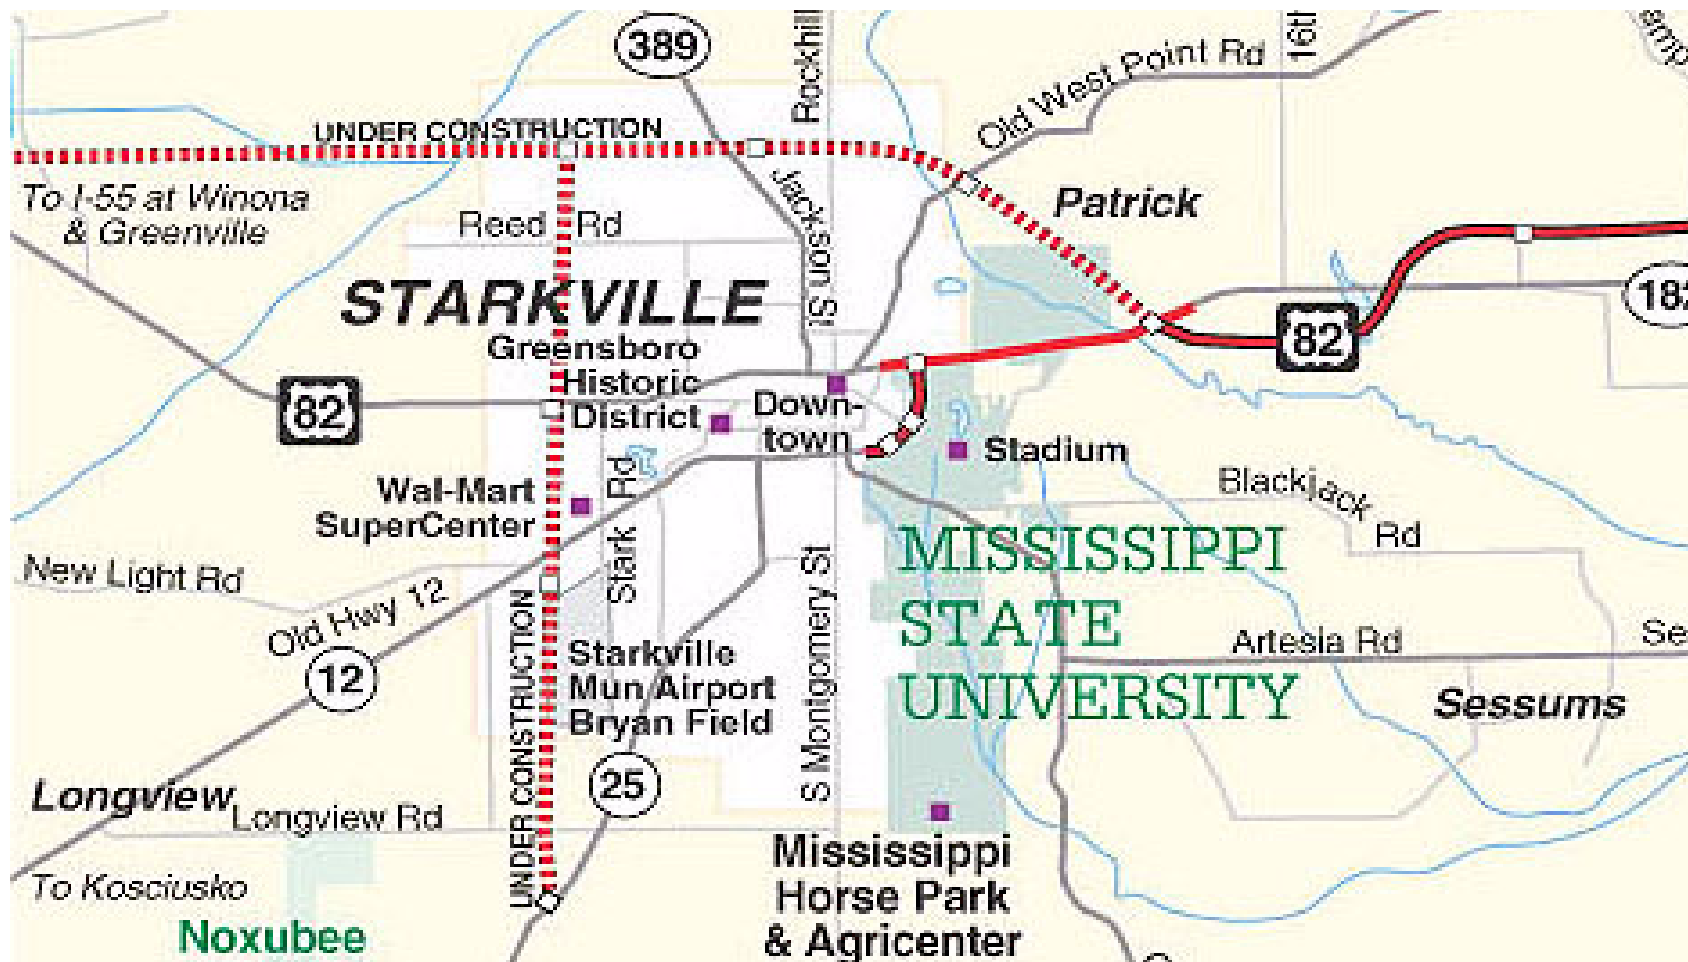 389
Rockhill
Old West Point Rd
16th
UNDER CONSTRUCTION
To I-55 at Winona
& Greenville
Reed Rd
Jackson St
Patrick
STARKVILLE
182
82
Greensboro
Historic
District
82
Down-
town
Stadium
Wal-Mart
SuperCenter
Stark Rd
Blackjack
Rd
MISSISSIPPI
STATE
UNIVERSITY
New Light Rd
Old Hwy 12
12
UNDER CONSTRUCTION
Starkville
Mun Airport
Bryan Field
S Montgomery St
Artesia Rd
Se
Sessums
25
Longview
Longview Rd
To Kosciusko
Noxubee
Mississippi
Horse Park
& Agricenter